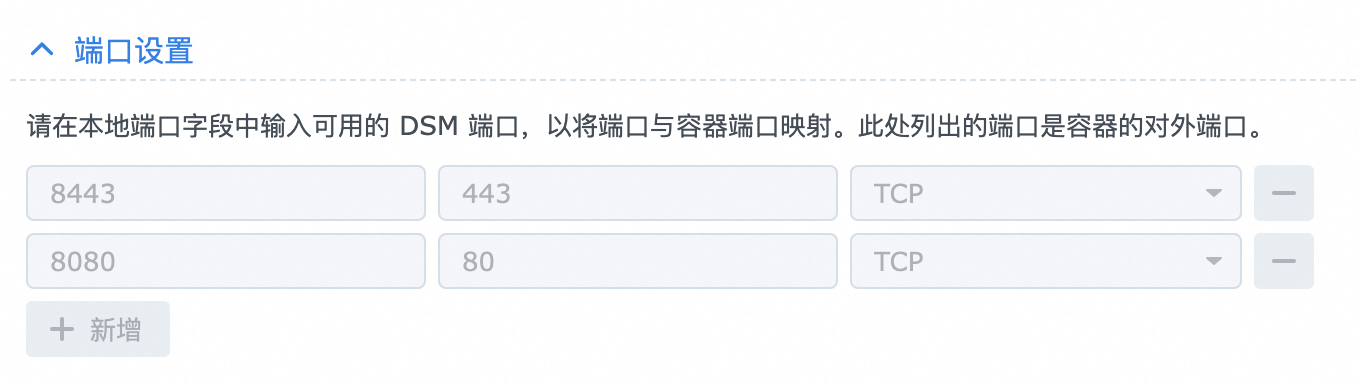 端口设置
请在本地端口字段中输入可用的 DSM 端口，以将端口与容器端口映射。此处列出的端口是容器的对外端口。
8443 443 TCP
8080 80 TCP
新增